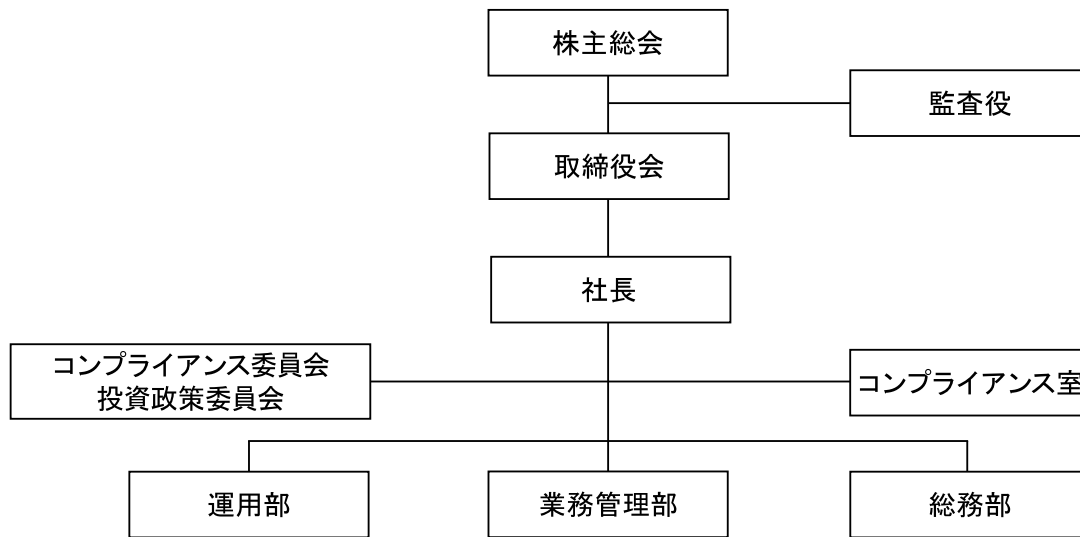 株主総会
監査役
取締役会
社長
コンプライアンス委員会
投資政策委員会
コンプライアンス室
運用部
業務管理部
総務部